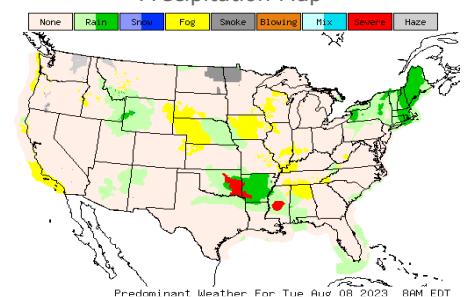 Precipitation Map
None Rain Snow Fog Smoke Blowing Mix Severe Haze
Predominant Weather For Tue Aug 08 2023 8AM EDT